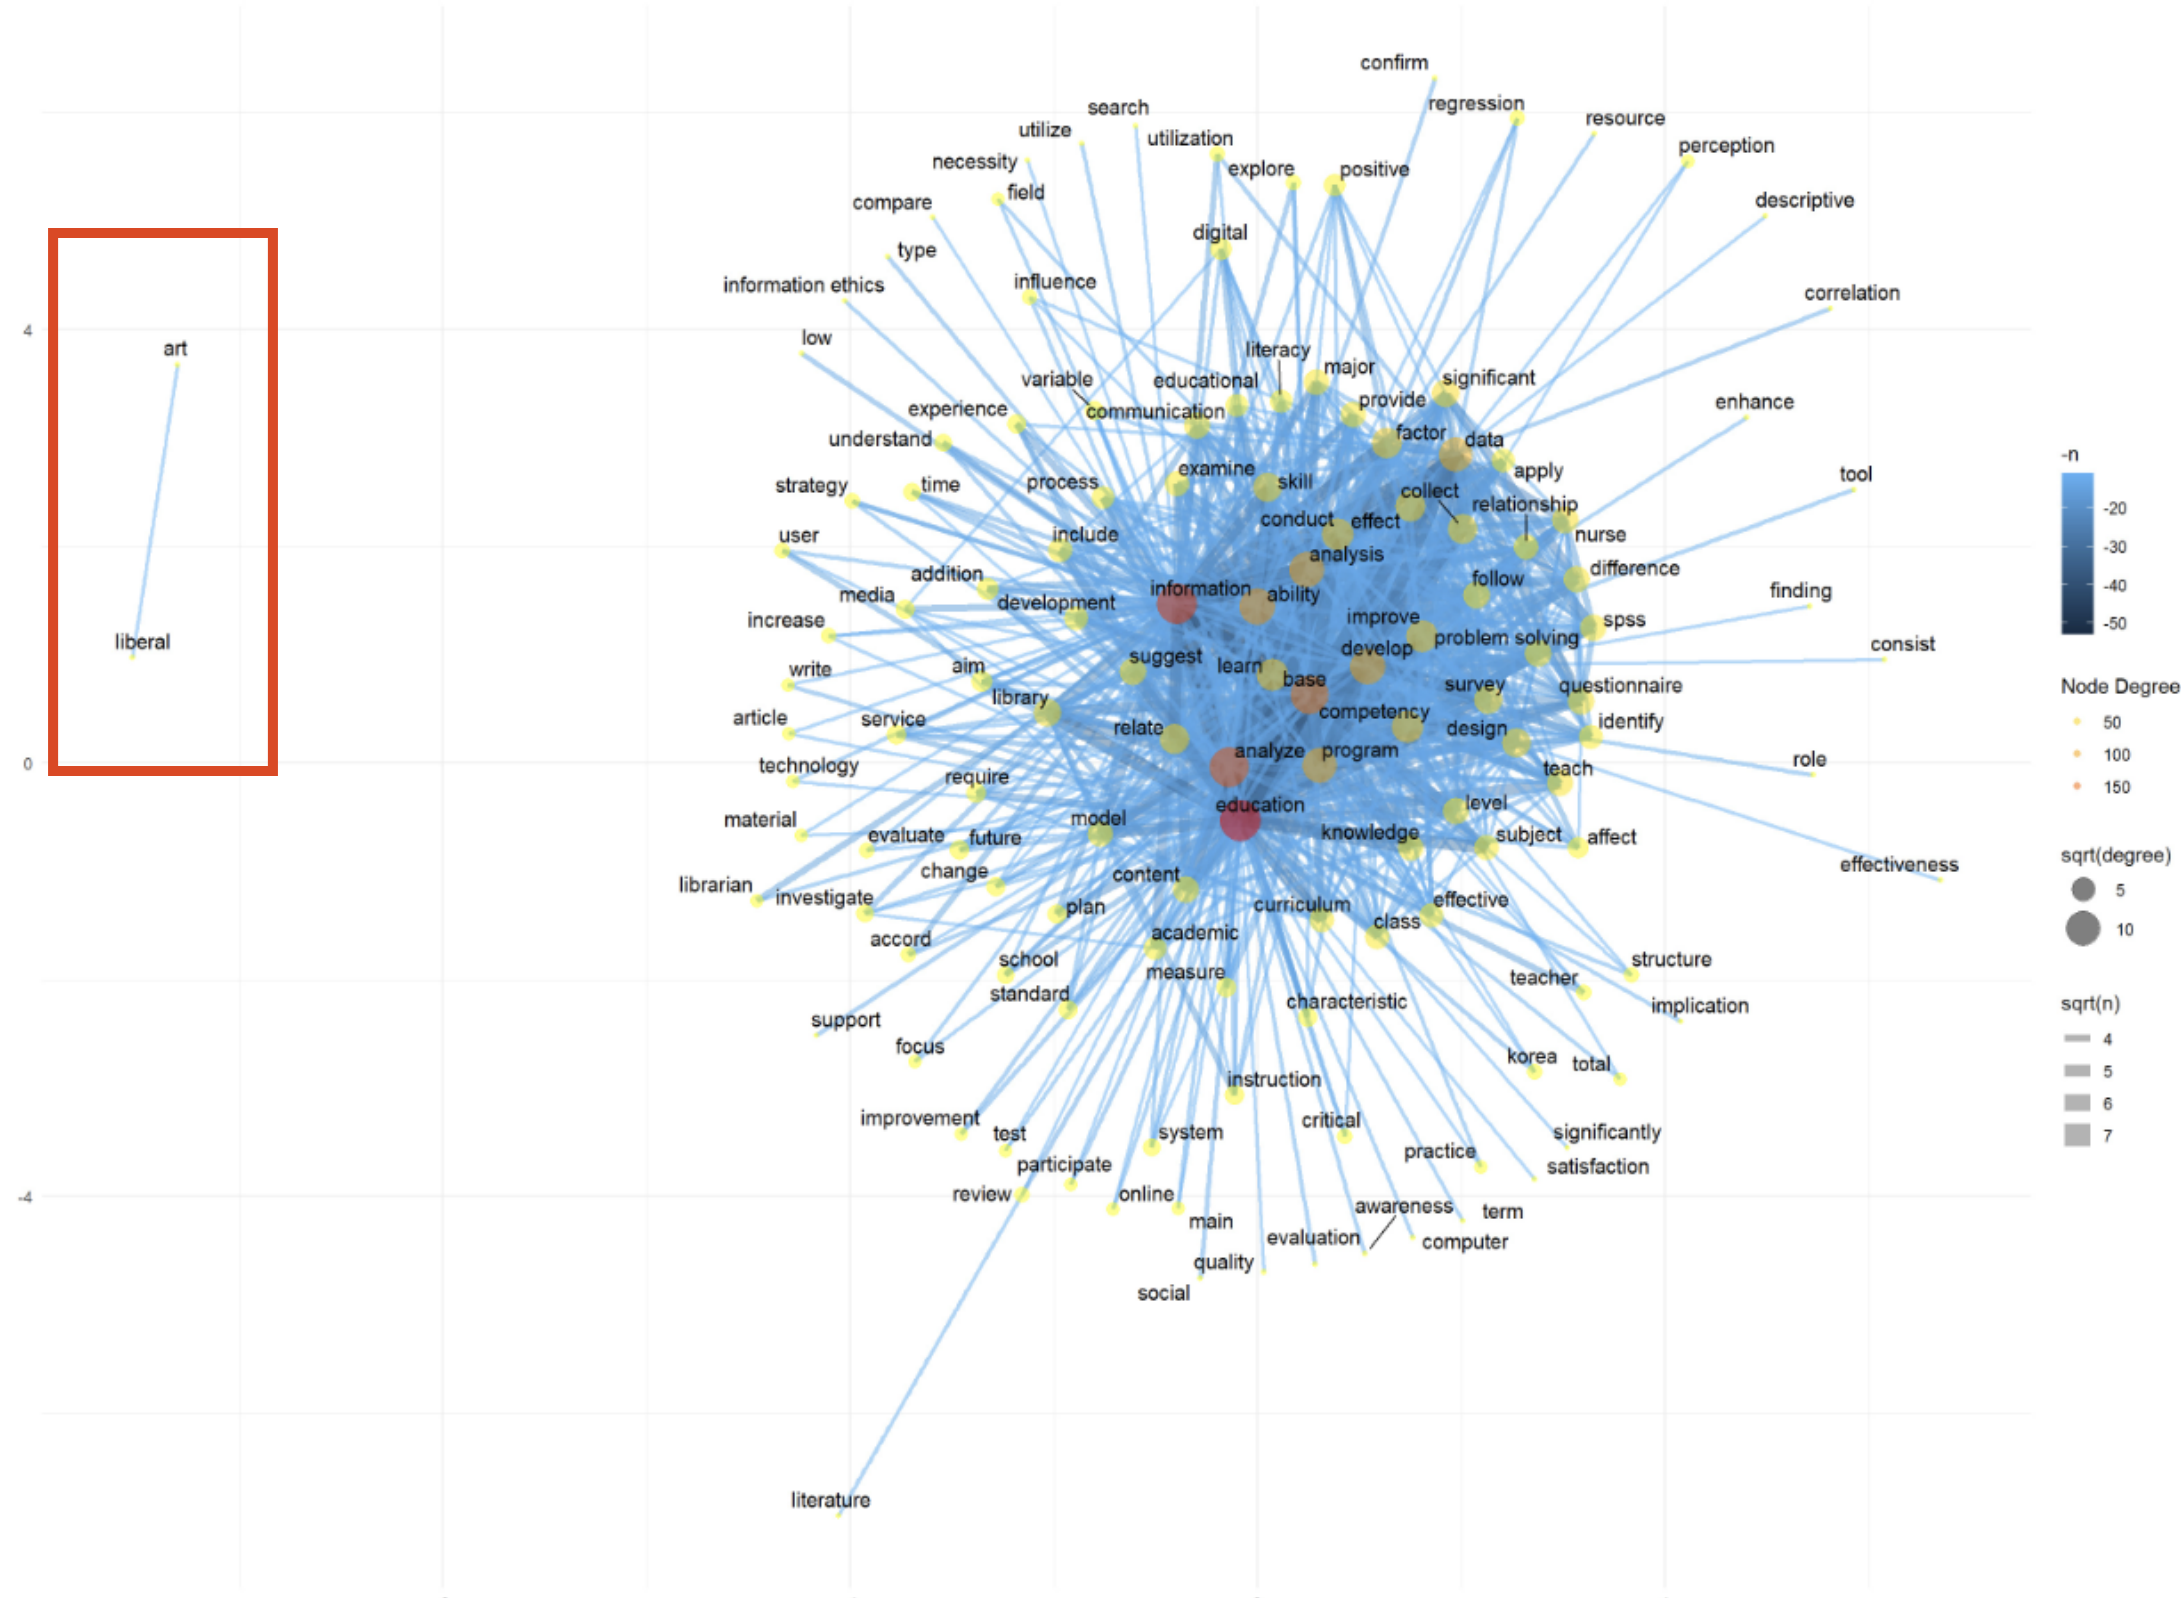 confirm
regression
search
resource
utilize
utilization
perception
necessity
explore
positive
field
compare
descriptive
digital
type
influence
information ethics
correlation
4
low
art
literacy
major
variable
educational
significant
provide
enhance
experience
communication
factor
data
understand
examine
apply
tool
skill
process
strategy
time
collect
relationship
conduct
effect
user
include
nurse
analysis
difference
addition
follow
information
ability
finding
media
development
improve
increase
spss
liberal
problem solving
consist
develop
suggest
learn
write
aim
base
survey
questionnaire
library
competency
article
service
relate
design
identify
analyze
program
0
role
technology
require
teach
education
level
material
model
evaluate
future
knowledge
subject
affect
effectiveness
change
content
librarian
investigate
plan
curriculum
effective
class
accord
academic
school
measure
structure
teacher
standard
characteristic
implication
support
focus
korea
total
instruction
improvement
test
system
critical
significantly
practice
participate
satisfaction
-4
review
online
awareness
term
main
evaluation
computer
quality
social
literature
-n
-20
-30
-40
-50
Node Degree
50
100
150
sqrt(degree)
5
10
sqrt(n)
4
5
6
7